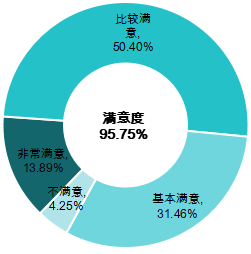 比较满
意,
50.40%
满意度
95.75%
非常满意,
13.89%
不满意,
4.25%
基本满意,
31.46%